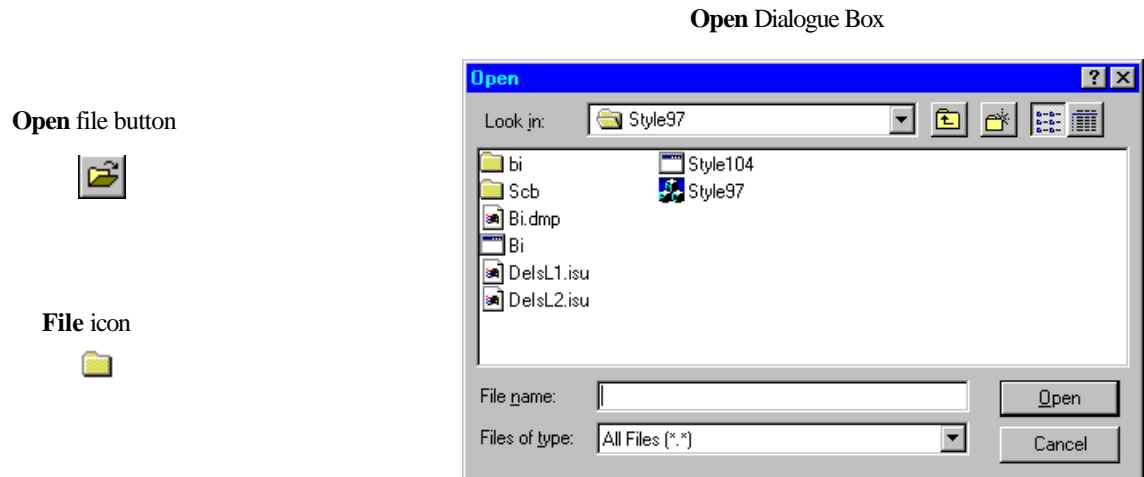 Open Dialogue Box
Open file button
File icon
Open
Look in: Style97
bi
Scb
Bi.dmp
Bi
DelsL1.isu
DelsL2.isu
Style104
Style97
File name:
Open
Files of type: All Files (*.*)
Cancel